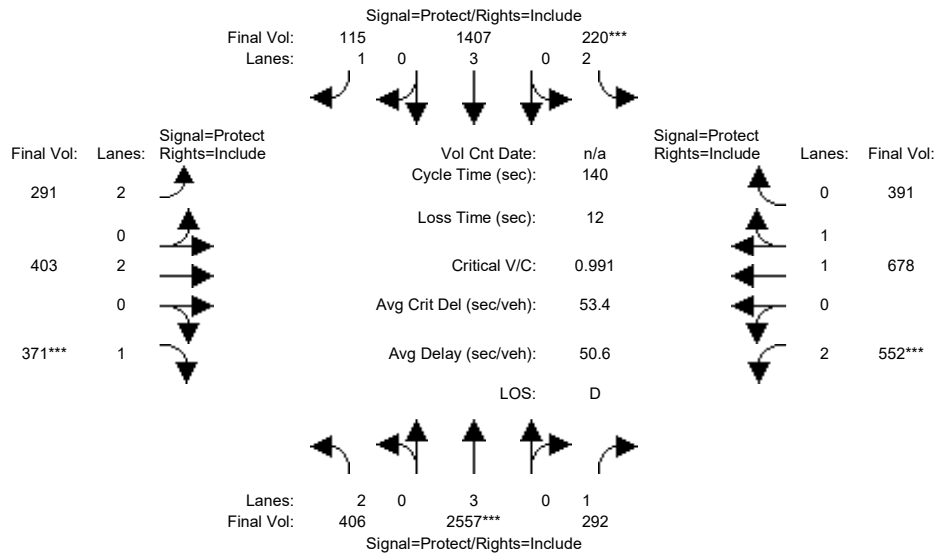 Signal=Protect/Rights=Include
Final Vol: 115 1407 220***
Lanes: 1 0 3 0 2
Signal=Protect Signal=Protect
Final Vol: Lanes: Rights=Include Vol Cnt Date: n/a Rights=Include Lanes: Final Vol:
Cycle Time (sec): 140
291 2 0 391
Loss Time (sec): 12
0 1
403 2 Critical V/C: 0.991 1 678
0 Avg Crit Del (sec/veh): 53.4 0
371*** 1 Avg Delay (sec/veh): 50.6 2 552***
LOS: D
Lanes: 2 0 3 0 1
Final Vol: 406 2557*** 292
Signal=Protect/Rights=Include